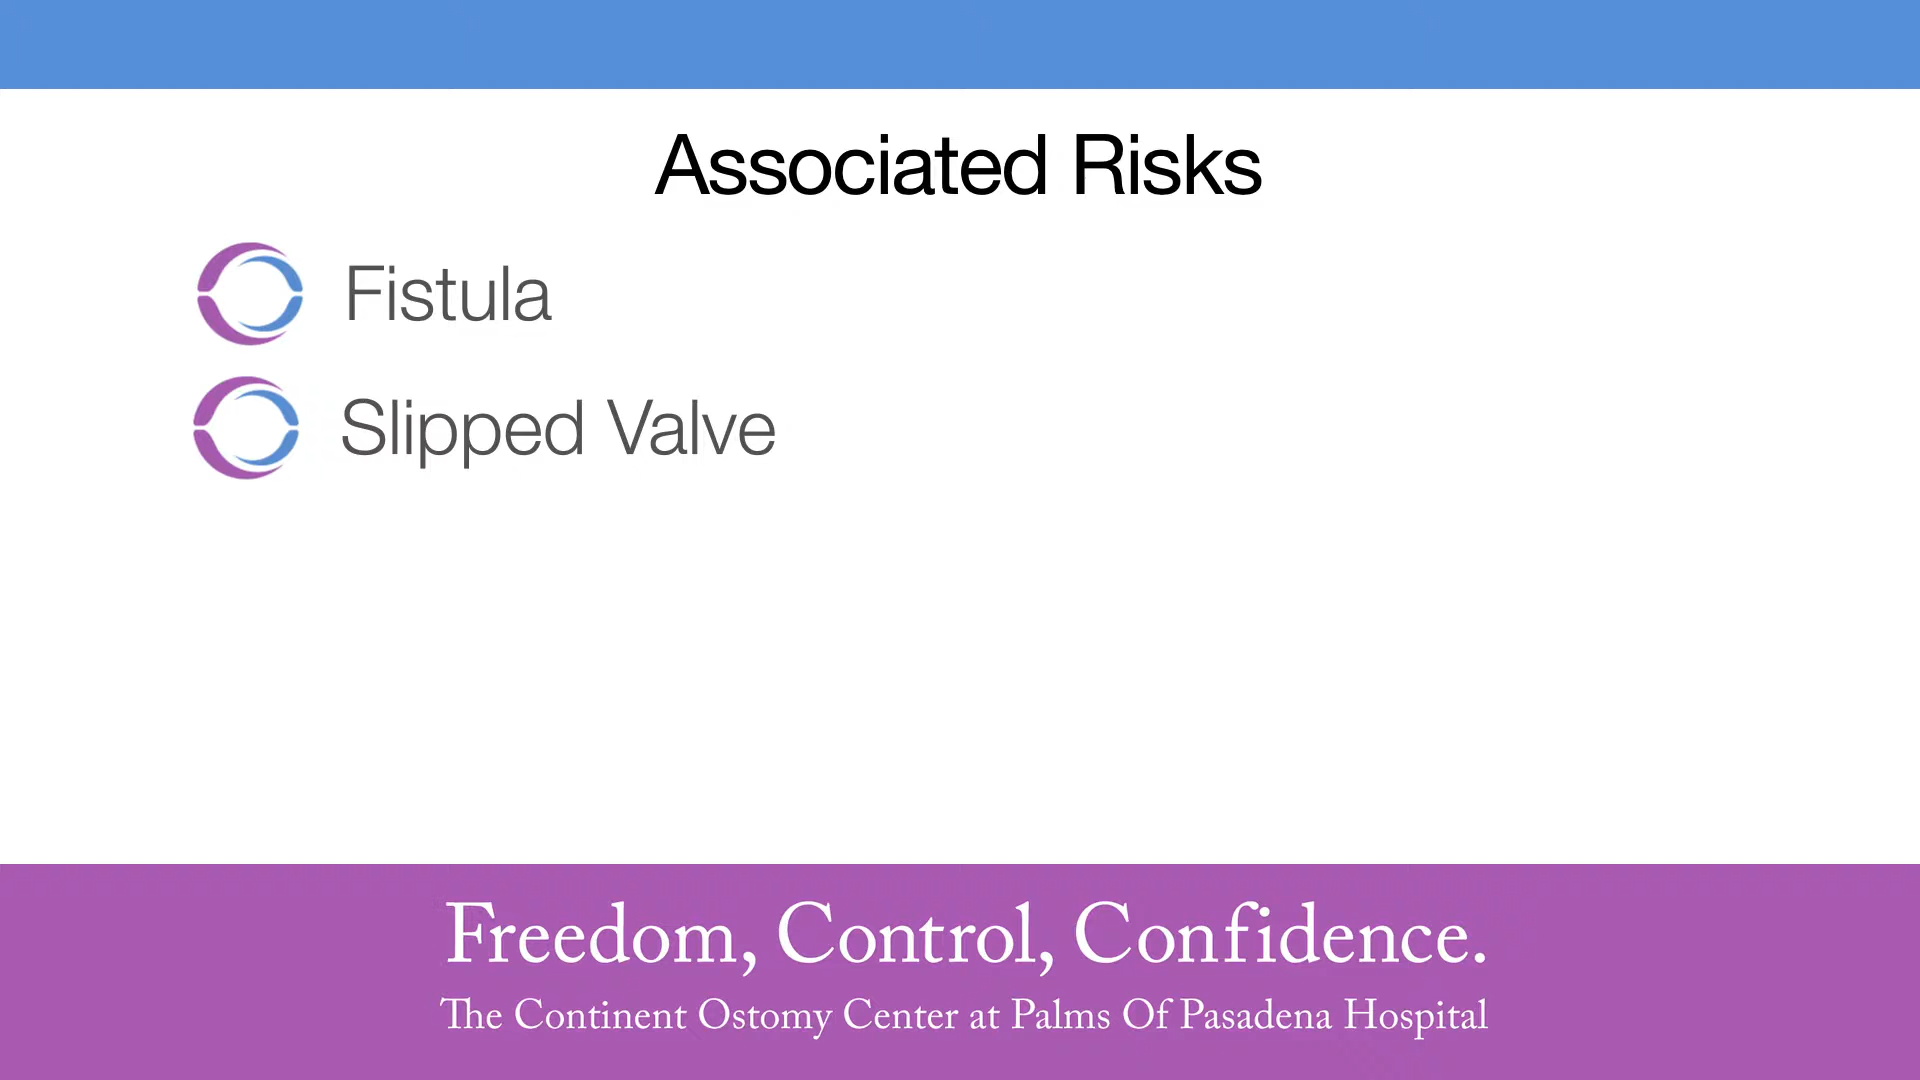 Associated Risks
Fistula
Slipped Valve
Freedom, Control, Confidence.
The Continent Ostomy Center at Palms Of Pasadena Hospital